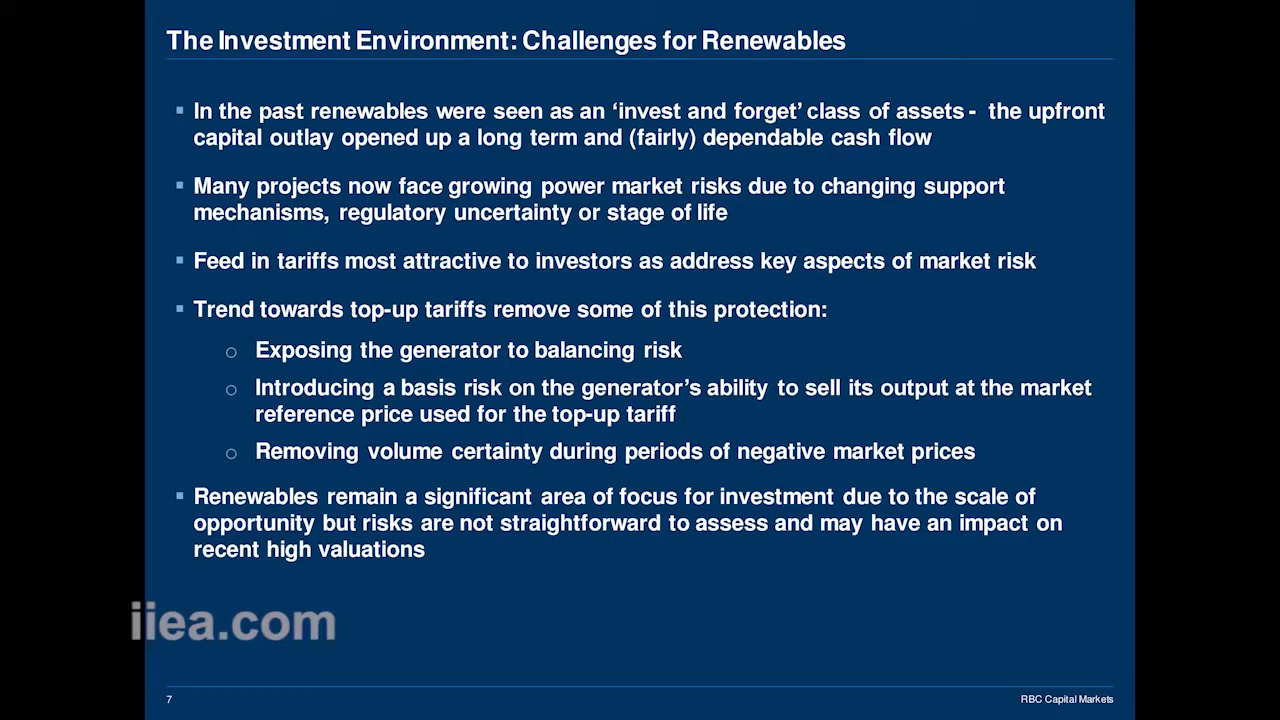 The Investment Environment: Challenges for Renewables
▪ In the past renewables were seen as an ‘invest and forget’ class of assets - the upfront
capital outlay opened up a long term and (fairly) dependable cash flow
▪ Many projects now face growing power market risks due to changing support
mechanisms, regulatory uncertainty or stage of life
▪ Feed in tariffs most attractive to investors as address key aspects of market risk
▪ Trend towards top-up tariffs remove some of this protection:
o Exposing the generator to balancing risk
o Introducing a basis risk on the generator’s ability to sell its output at the market
reference price used for the top-up tariff
o Removing volume certainty during periods of negative market prices
▪ Renewables remain a significant area of focus for investment due to the scale of
opportunity but risks are not straightforward to assess and may have an impact on
recent high valuations
iiea.com
7
RBC Capital Markets